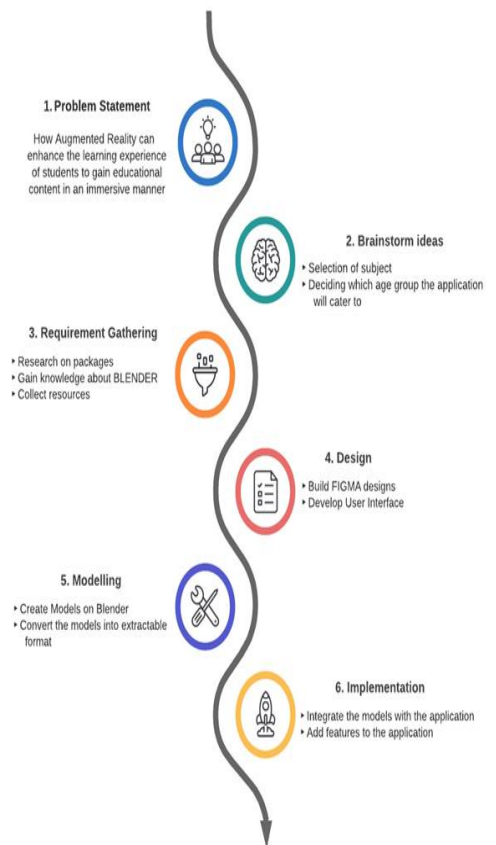 1. Problem Statement
How Augmented Reality can
enhance the learning experience
of students to gain educational
content in an immersive manner
2. Brainstorm ideas
‣ Selection of subject
‣ Deciding which age group the application
will cater to
3. Requirement Gathering
‣ Research on packages
‣ Gain knowledge about BLENDER
‣ Collect resources
4. Design
‣ Build FIGMA designs
‣ Develop User Interface
5. Modelling
‣ Create Models on Blender
‣ Convert the models into extractable
format
6. Implementation
‣ Integrate the models with the application
‣ Add features to the application